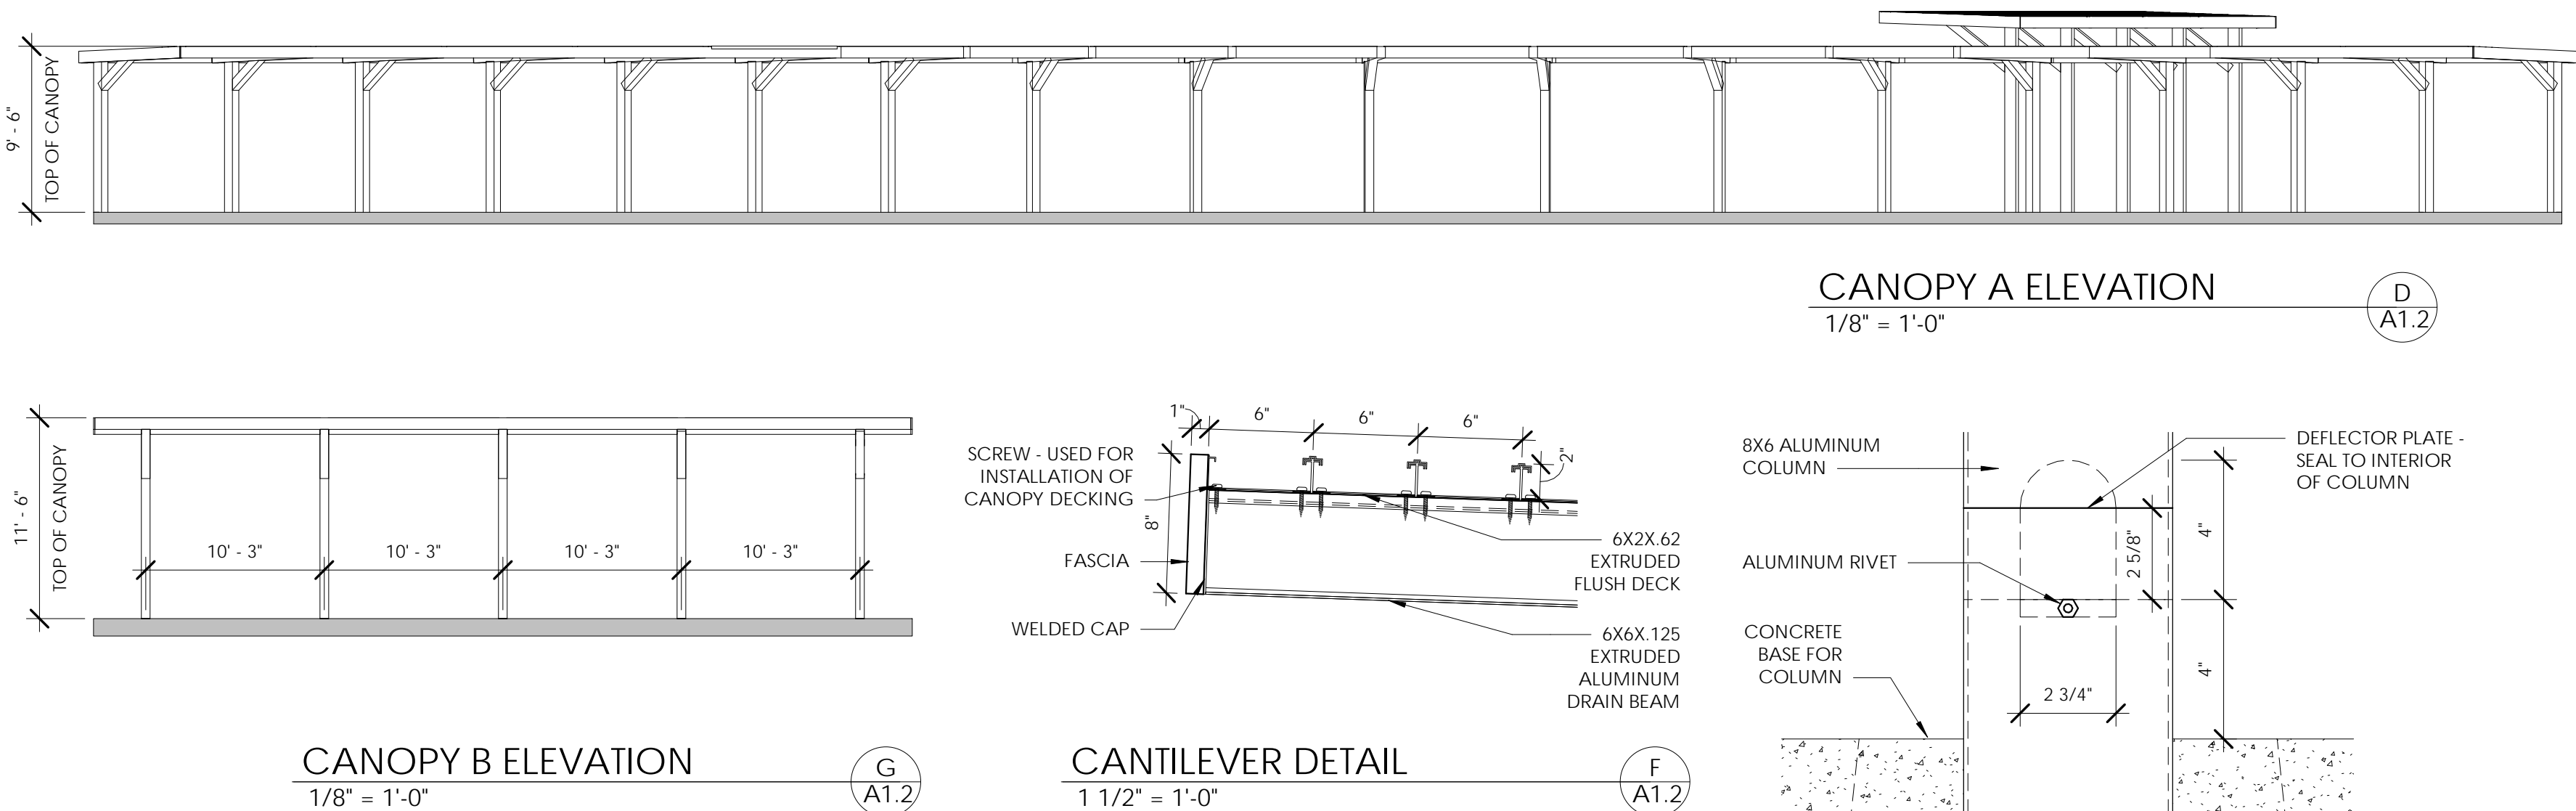 9' - 6"
TOP OF CANOPY
CANOPY A ELEVATION
1/8" = 1'-0"
D
A1.2
11' - 6"
TOP OF CANOPY
10' - 3"
10' - 3"
10' - 3"
10' - 3"
CANOPY B ELEVATION
1/8" = 1'-0"
G
A1.2
1"
6"
6"
6"
2"
8"
SCREW - USED FOR
INSTALLATION OF
CANOPY DECKING
FASCIA
WELDED CAP
6X2X.62
EXTRUDED
FLUSH DECK
6X6X.125
EXTRUDED
ALUMINUM
DRAIN BEAM
CANTILEVER DETAIL
1 1/2" = 1'-0"
F
A1.2
8X6 ALUMINUM
COLUMN
DEFLECTOR PLATE -
SEAL TO INTERIOR
OF COLUMN
ALUMINUM RIVET
CONCRETE
BASE FOR
COLUMN
2 5/8"
4"
4"
2 3/4"